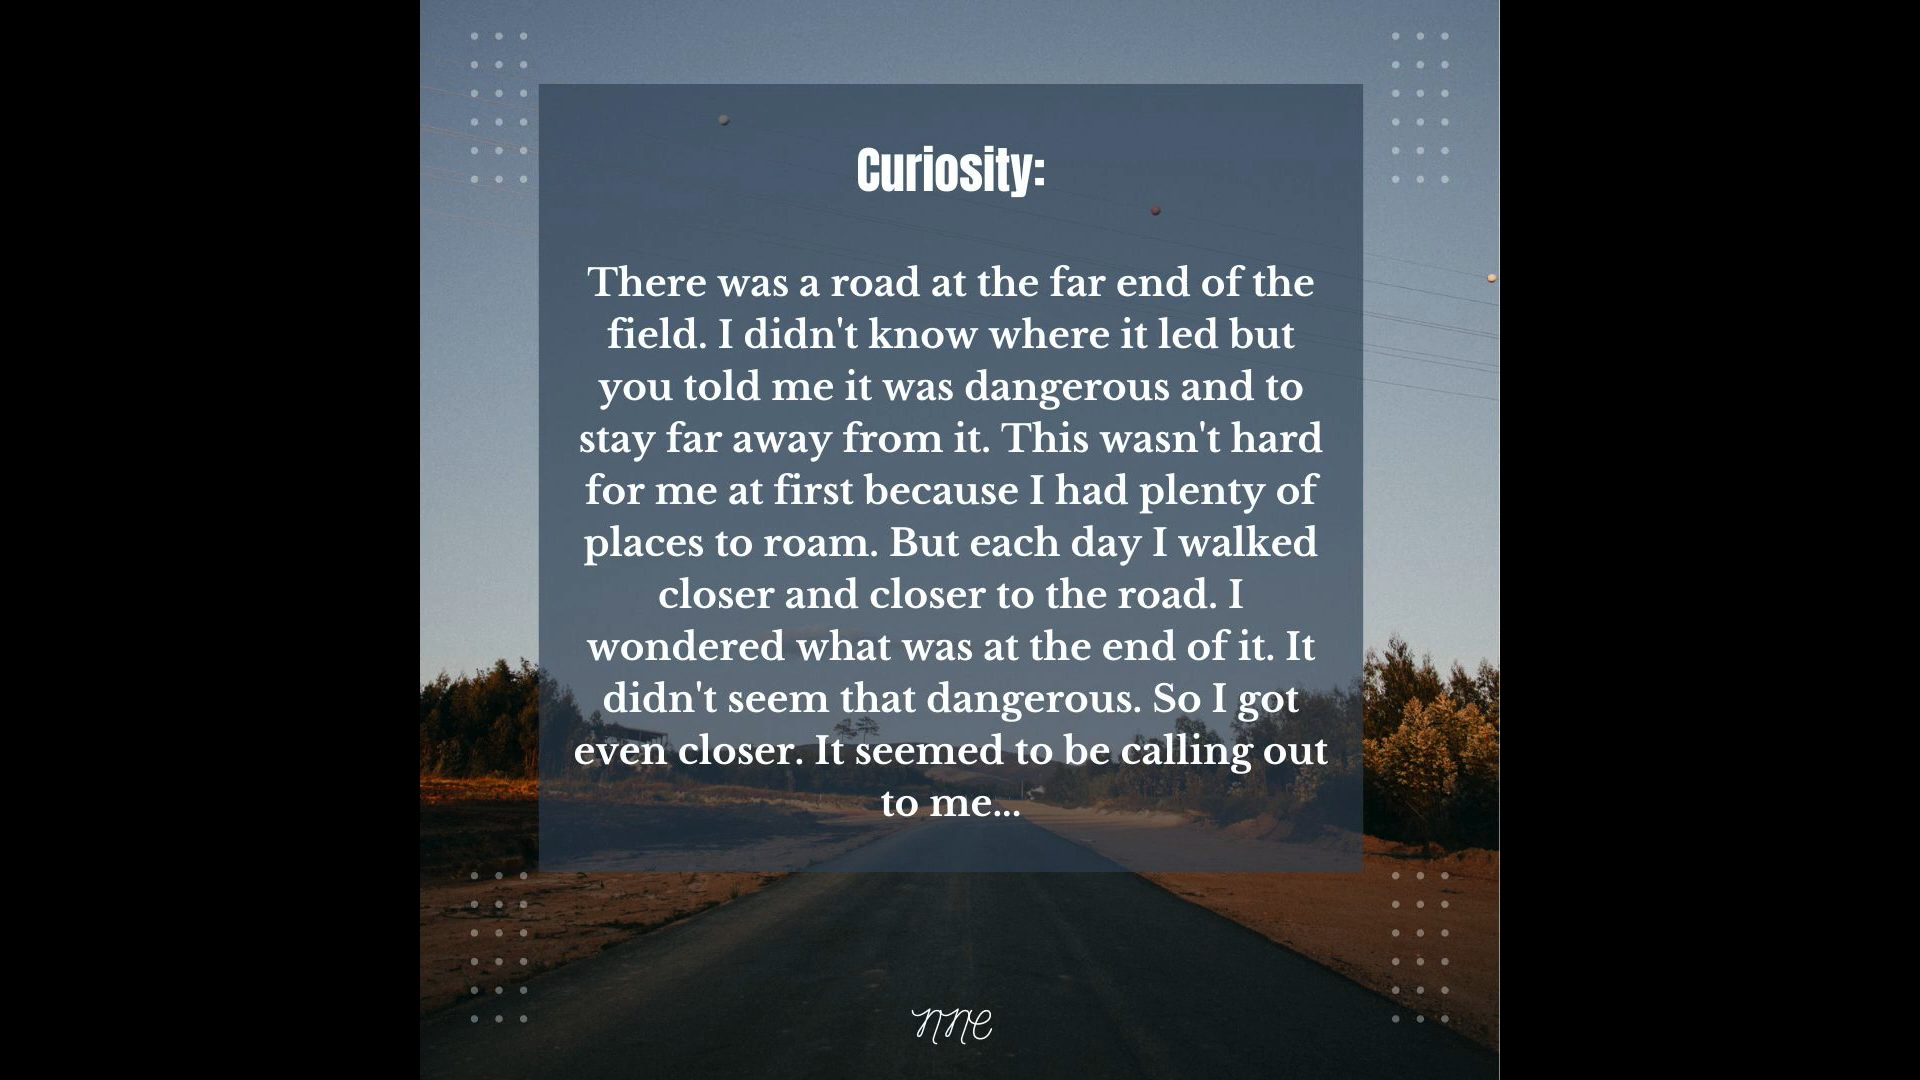 Curiosity:
There was a road at the far end of the
field. I didn't know where it led but
you told me it was dangerous and to
stay far away from it. This wasn't hard
for me at first because I had plenty of
places to roam. But each day I walked
closer and closer to the road. I
wondered what was at the end of it. It
didn't seem that dangerous. So I got
even closer. It seemed to be calling out
to me...